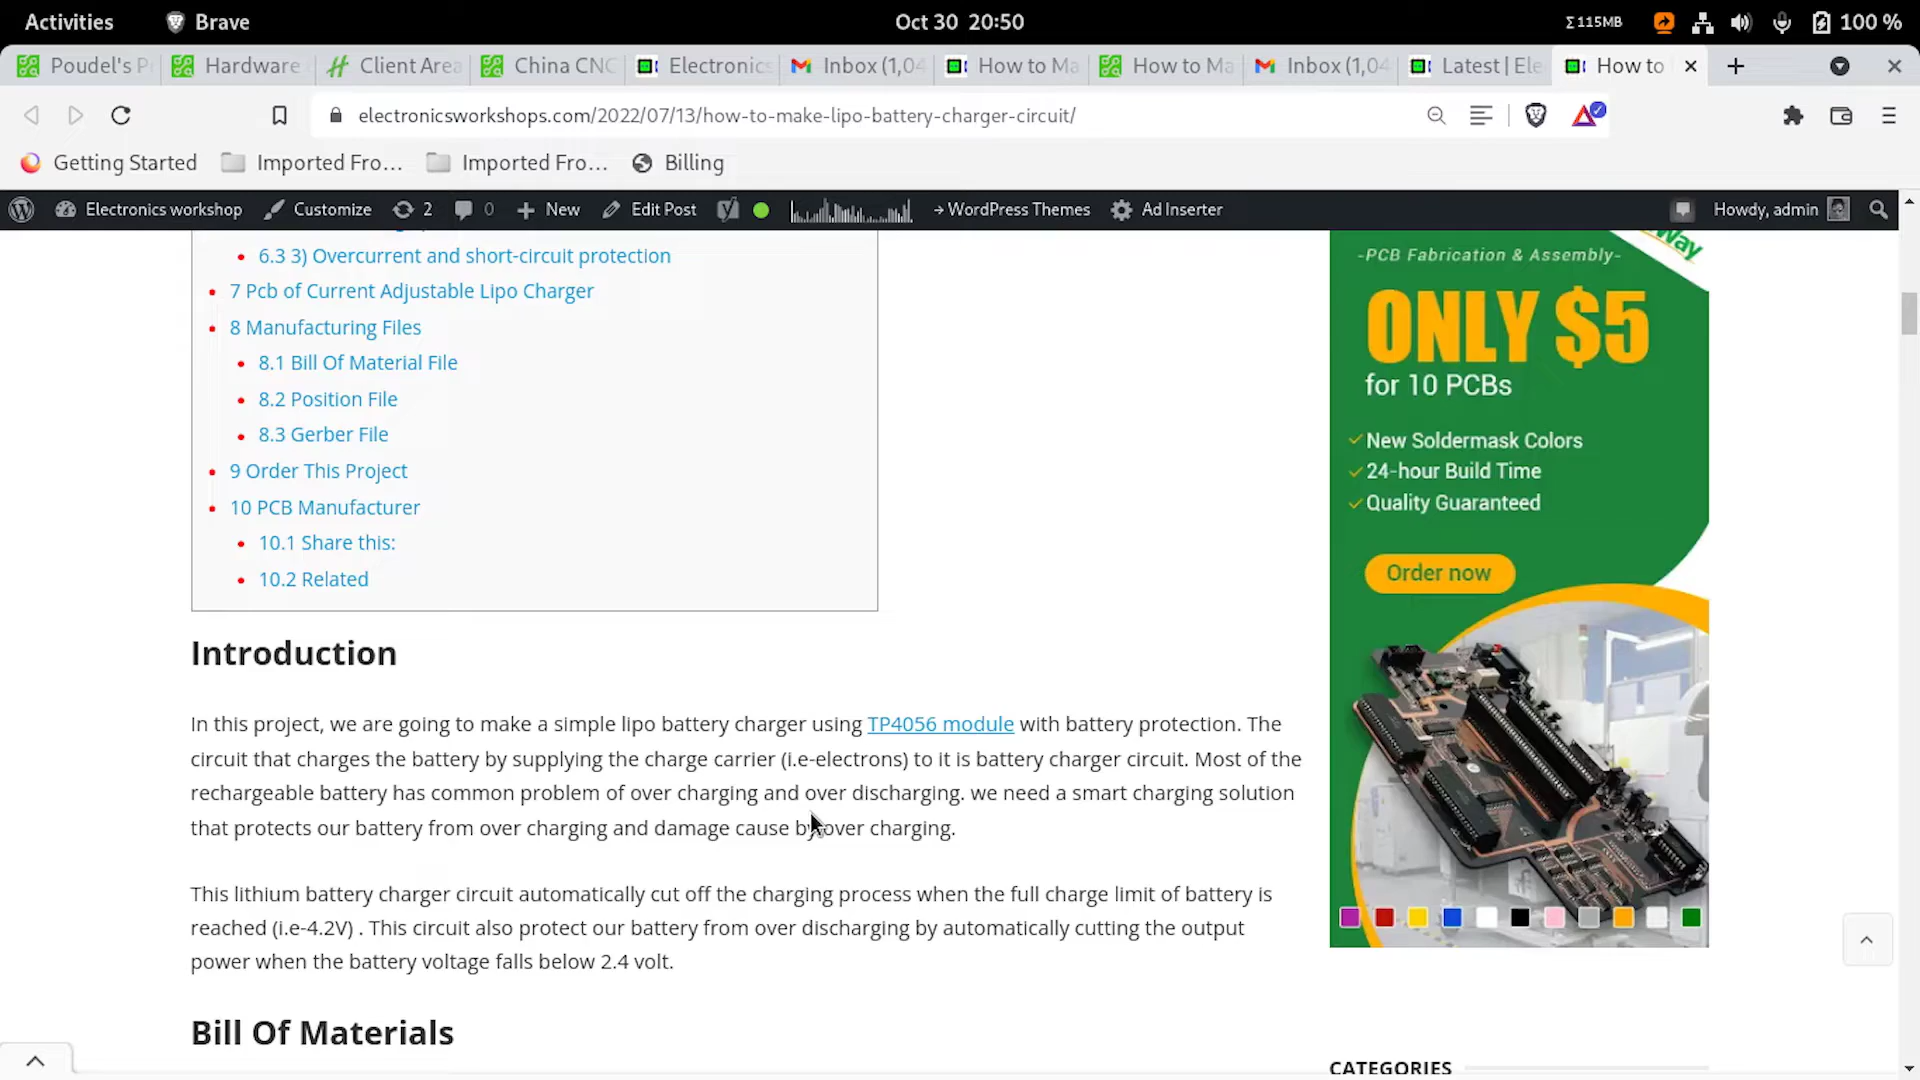 Activities Brave Oct 30 20:50 Σ115MB 100 %
Poudel's P Hardware Client Area China CNC Electronics Inbox (1,04 How to Ma How to Ma Inbox (1,04 Latest | Ele How to
electronicsworkshops.com/2022/07/13/how-to-make-lipo-battery-charger-circuit/
Getting Started Imported Fro... Imported Fro... Billing
Electronics workshop Customize 2 0 New Edit Post WordPress Themes Ad Inserter Howdy, admin
6.3 3) Overcurrent and short-circuit protection
7 Pcb of Current Adjustable Lipo Charger
8 Manufacturing Files
8.1 Bill Of Material File
8.2 Position File
8.3 Gerber File
9 Order This Project
10 PCB Manufacturer
10.1 Share this:
10.2 Related
Introduction
In this project, we are going to make a simple lipo battery charger using TP4056 module with battery protection. The
circuit that charges the battery by supplying the charge carrier (i.e-electrons) to it is battery charger circuit. Most of the
rechargeable battery has common problem of over charging and over discharging. we need a smart charging solution
that protects our battery from over charging and damage cause by over charging.
This lithium battery charger circuit automatically cut off the charging process when the full charge limit of battery is
reached (i.e-4.2V) . This circuit also protect our battery from over discharging by automatically cutting the output
power when the battery voltage falls below 2.4 volt.
Bill Of Materials
Way
-PCB Fabrication & Assembly-
ONLY $5
for 10 PCBs
New Soldermask Colors
24-hour Build Time
Quality Guaranteed
Order now
CATEGORIES